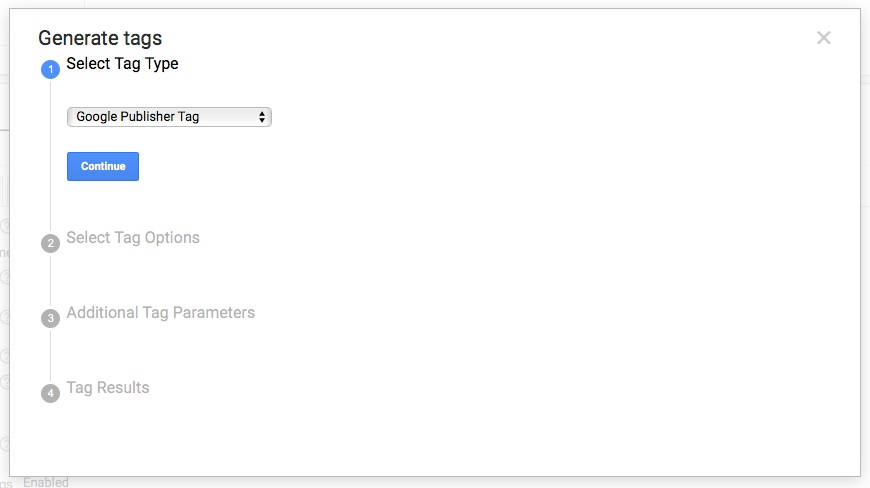 Generate tags
1 Select Tag Type
Google Publisher Tag
Continue
2 Select Tag Options
3 Additional Tag Parameters
4 Tag Results
Enabled